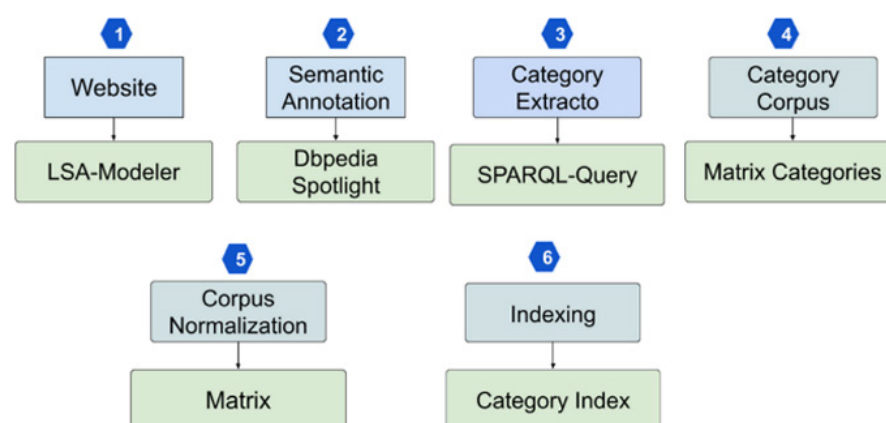 1
Website
LSA-Modeler
2
Semantic
Annotation
Dbpedia
Spotlight
3
Category
Extracto
SPARQL-Query
4
Category
Corpus
Matrix Categories
5
Corpus
Normalization
Matrix
6
Indexing
Category Index